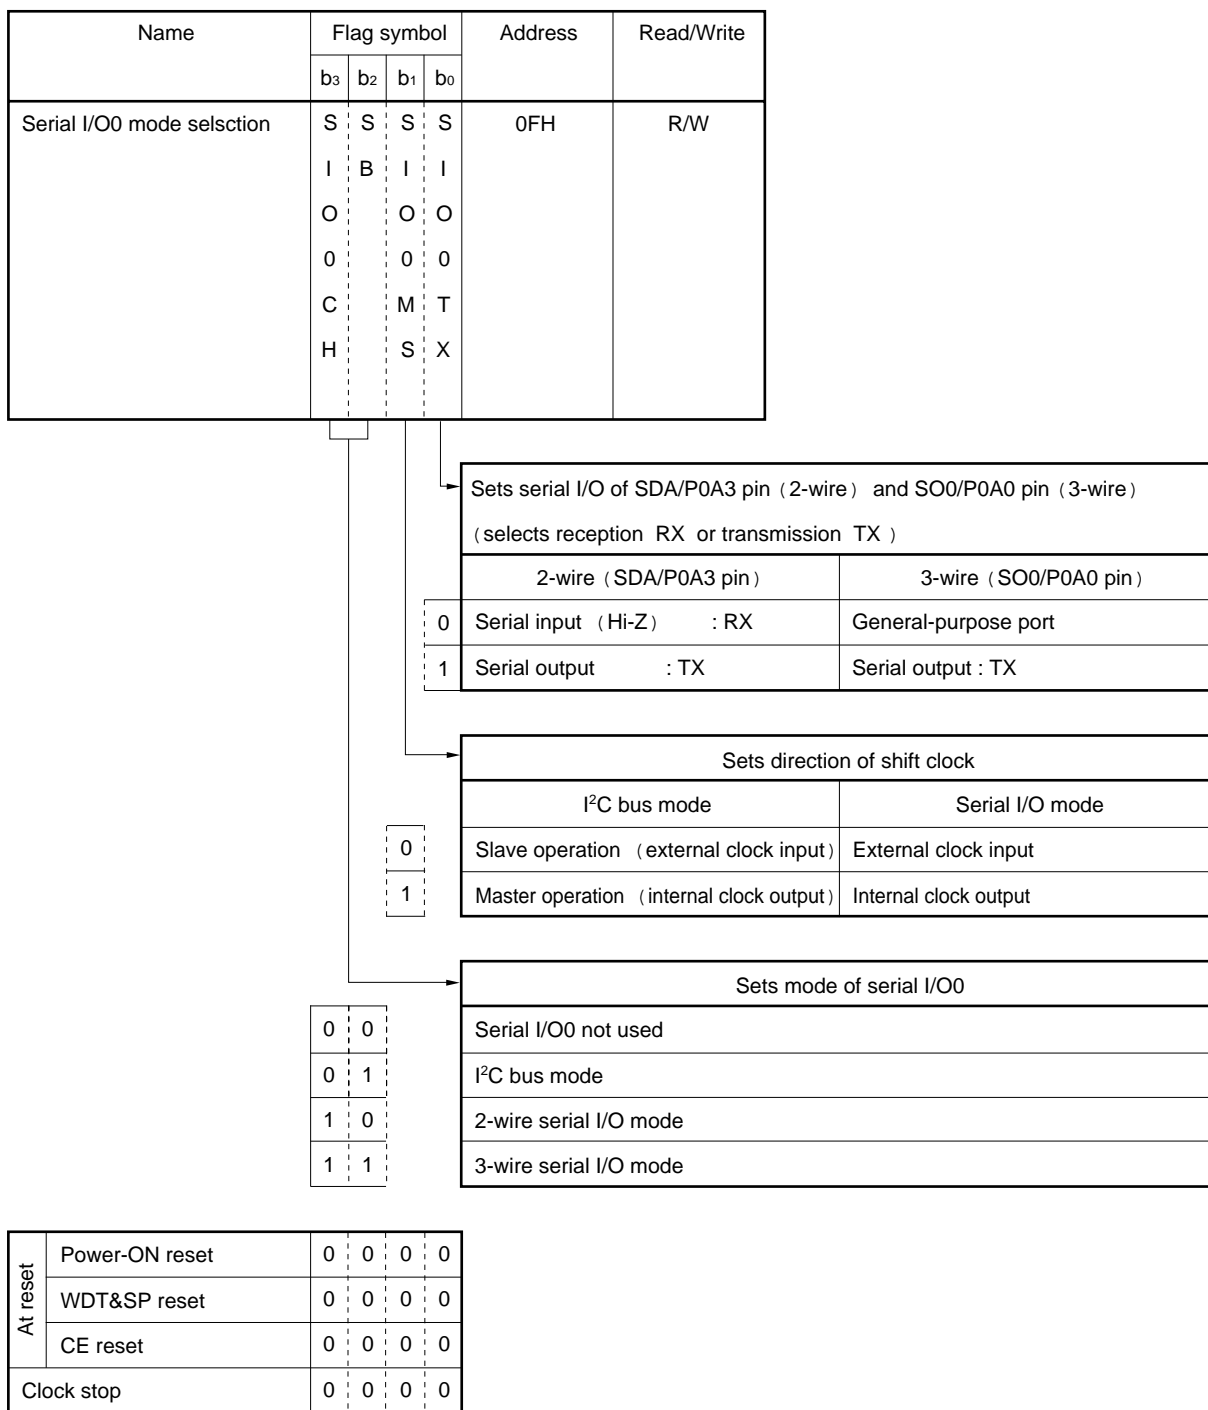 Name Flag symbol Address Read/Write
b3 b2 b1 b0
Serial I/O0 mode selsction S S S S 0FH R/W
I B I I
O O O
0 0 0
C M T
H S X
Sets serial I/O of SDA/P0A3 pin (2-wire) and SO0/P0A0 pin (3-wire)
(selects reception RX or transmission TX )
2-wire (SDA/P0A3 pin) 3-wire (SO0/P0A0 pin)
0 Serial input (Hi-Z) : RX General-purpose port
1 Serial output : TX Serial output : TX
Sets direction of shift clock
I²C bus mode Serial I/O mode
0 Slave operation (external clock input) External clock input
1 Master operation (internal clock output) Internal clock output
Sets mode of serial I/O0
0 0 Serial I/O0 not used
0 1 I²C bus mode
1 0 2-wire serial I/O mode
1 1 3-wire serial I/O mode
At reset
Power-ON reset 0 0 0 0
WDT&SP reset 0 0 0 0
CE reset 0 0 0 0
Clock stop 0 0 0 0